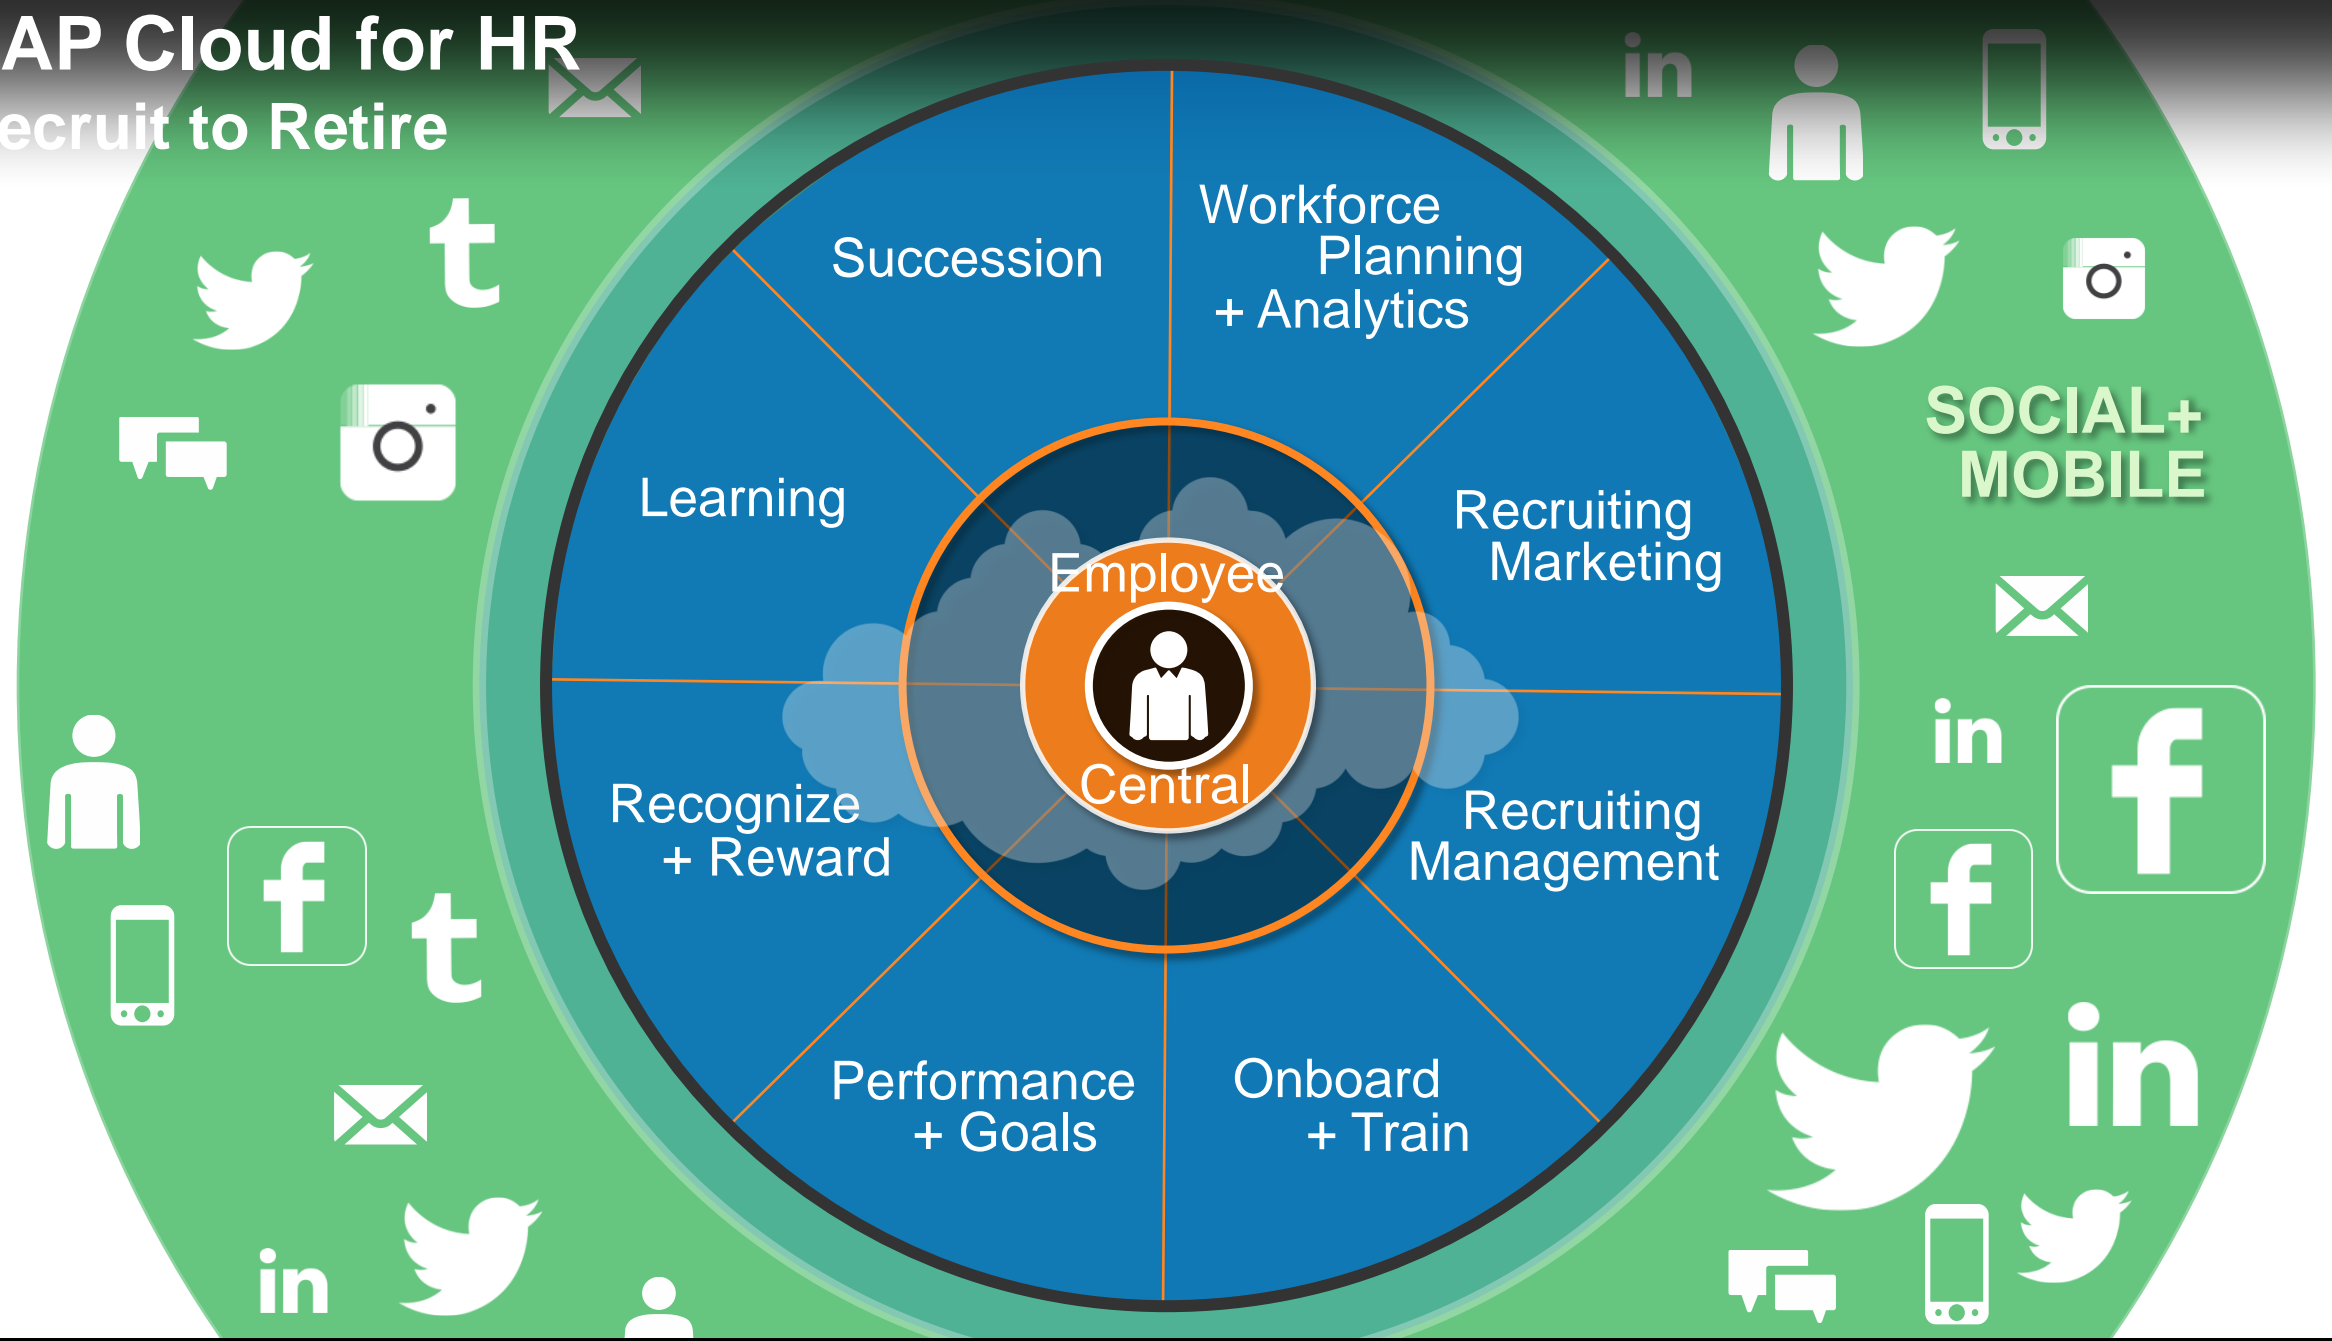 AP Cloud for HR
ecruit to Retire
Succession
Workforce
Planning
+ Analytics
SOCIAL+
MOBILE
Learning
Recruiting
Marketing
Employee
Central
Recognize
+ Reward
Recruiting
Management
Performance
+ Goals
Onboard
+ Train
in
t
in
f
f
f
t
in
in